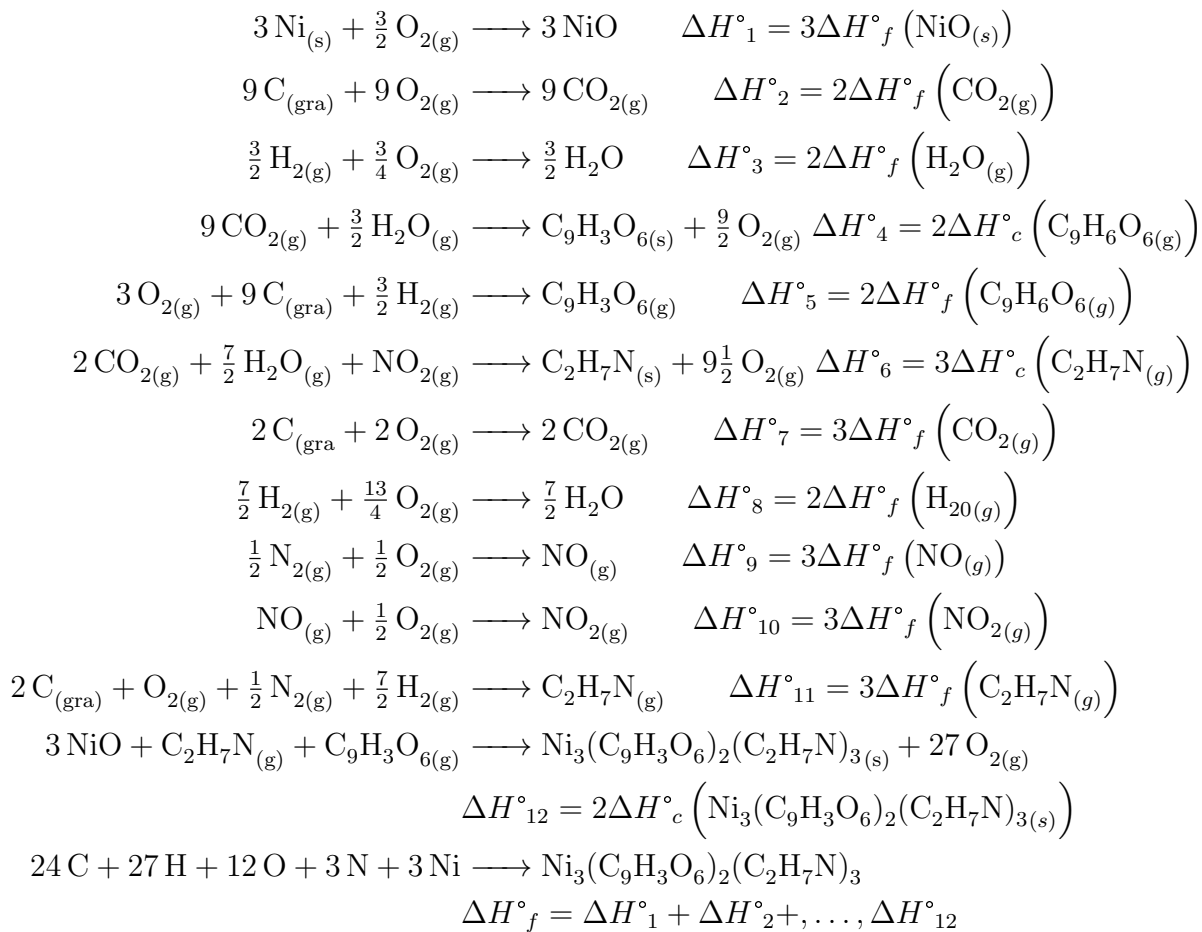 3 Ni(s) + 3/2 O2(g) ⟶ 3 NiO ΔH°1 = 3ΔH°f (NiO(s))
9 C(gra) + 9 O2(g) ⟶ 9 CO2(g) ΔH°2 = 2ΔH°f (CO2(g))
3/2 H2(g) + 3/4 O2(g) ⟶ 3/2 H2O ΔH°3 = 2ΔH°f (H2O(g))
9 CO2(g) + 3/2 H2O(g) ⟶ C9H3O6(s) + 9/2 O2(g) ΔH°4 = 2ΔH°c (C9H6O6(g))
3 O2(g) + 9 C(gra) + 3/2 H2(g) ⟶ C9H3O6(g) ΔH°5 = 2ΔH°f (C9H6O6(g))
2 CO2(g) + 7/2 H2O(g) + NO2(g) ⟶ C2H7N(s) + 9 1/2 O2(g) ΔH°6 = 3ΔH°c (C2H7N(g))
2 C(gra + 2 O2(g) ⟶ 2 CO2(g) ΔH°7 = 3ΔH°f (CO2(g))
7/2 H2(g) + 13/4 O2(g) ⟶ 7/2 H2O ΔH°8 = 2ΔH°f (H20(g))
1/2 N2(g) + 1/2 O2(g) ⟶ NO(g) ΔH°9 = 3ΔH°f (NO(g))
NO(g) + 1/2 O2(g) ⟶ NO2(g) ΔH°10 = 3ΔH°f (NO2(g))
2 C(gra) + O2(g) + 1/2 N2(g) + 7/2 H2(g) ⟶ C2H7N(g) ΔH°11 = 3ΔH°f (C2H7N(g))
3 NiO + C2H7N(g) + C9H3O6(g) ⟶ Ni3(C9H3O6)2(C2H7N)3(s) + 27 O2(g)
ΔH°12 = 2ΔH°c (Ni3(C9H3O6)2(C2H7N)3(s))
24 C + 27 H + 12 O + 3 N + 3 Ni ⟶ Ni3(C9H3O6)2(C2H7N)3
ΔH°f = ΔH°1 + ΔH°2+, . . . , ΔH°12